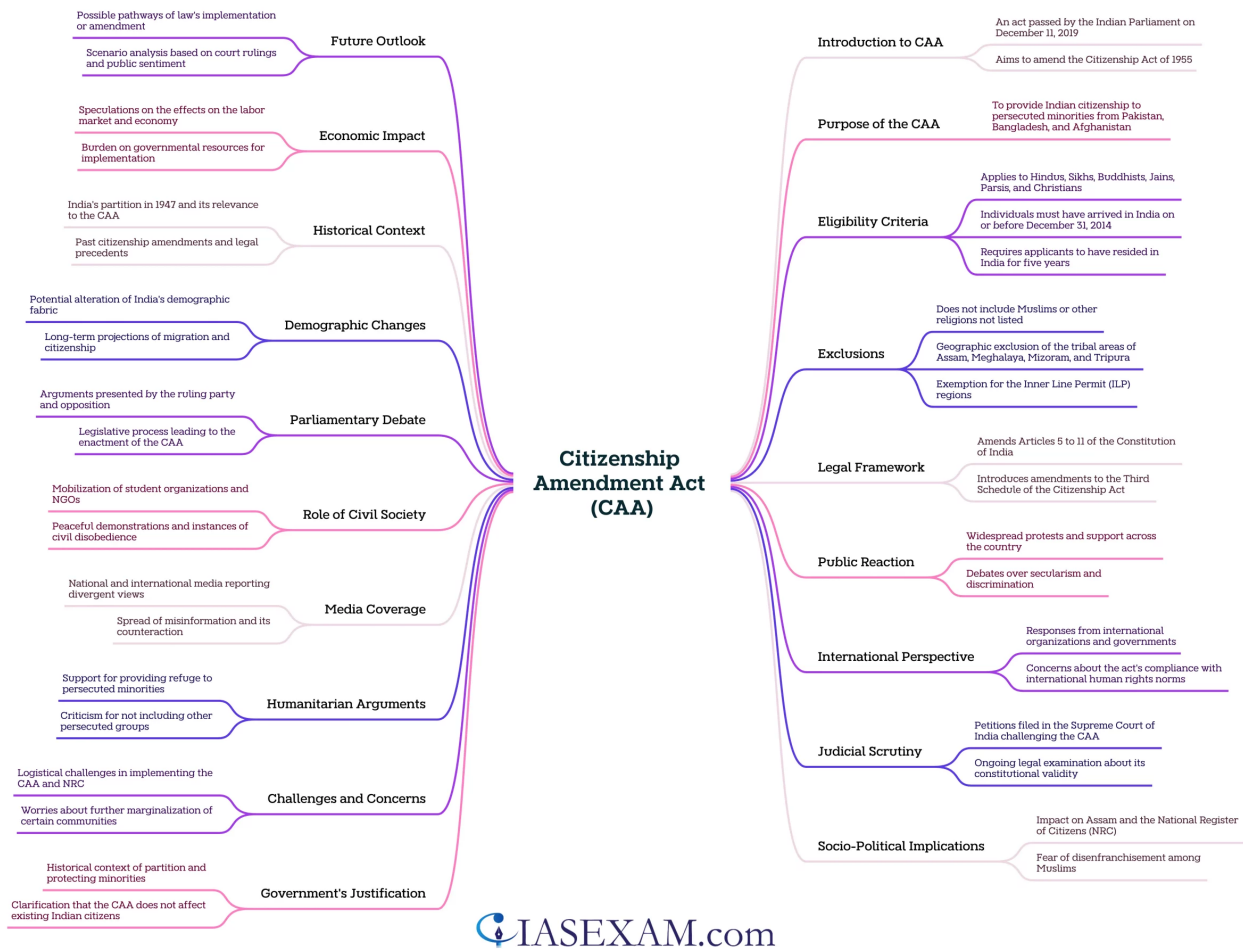 Citizenship
Amendment Act
(CAA)
Future Outlook
Possible pathways of law's implementation
or amendment
Scenario analysis based on court rulings
and public sentiment
Economic Impact
Speculations on the effects on the labor
market and economy
Burden on governmental resources for
implementation
Historical Context
India's partition in 1947 and its relevance
to the CAA
Past citizenship amendments and legal
precedents
Demographic Changes
Potential alteration of India's demographic
fabric
Long-term projections of migration and
citizenship
Parliamentary Debate
Arguments presented by the ruling party
and opposition
Legislative process leading to the
enactment of the CAA
Role of Civil Society
Mobilization of student organizations and
NGOs
Peaceful demonstrations and instances of
civil disobedience
Media Coverage
National and international media reporting
divergent views
Spread of misinformation and its
counteraction
Humanitarian Arguments
Support for providing refuge to
persecuted minorities
Criticism for not including other
persecuted groups
Challenges and Concerns
Logistical challenges in implementing the
CAA and NRC
Worries about further marginalization of
certain communities
Government's Justification
Historical context of partition and
protecting minorities
Clarification that the CAA does not affect
existing Indian citizens
Introduction to CAA
An act passed by the Indian Parliament on
December 11, 2019
Aims to amend the Citizenship Act of 1955
Purpose of the CAA
To provide Indian citizenship to
persecuted minorities from Pakistan,
Bangladesh, and Afghanistan
Eligibility Criteria
Applies to Hindus, Sikhs, Buddhists, Jains,
Parsis, and Christians
Individuals must have arrived in India on
or before December 31, 2014
Requires applicants to have resided in
India for five years
Exclusions
Does not include Muslims or other
religions not listed
Geographic exclusion of the tribal areas of
Assam, Meghalaya, Mizoram, and Tripura
Exemption for the Inner Line Permit (ILP)
regions
Legal Framework
Amends Articles 5 to 11 of the Constitution
of India
Introduces amendments to the Third
Schedule of the Citizenship Act
Public Reaction
Widespread protests and support across
the country
Debates over secularism and
discrimination
International Perspective
Responses from international
organizations and governments
Concerns about the act's compliance with
international human rights norms
Judicial Scrutiny
Petitions filed in the Supreme Court of
India challenging the CAA
Ongoing legal examination about its
constitutional validity
Socio-Political Implications
Impact on Assam and the National Register
of Citizens (NRC)
Fear of disenfranchisement among
Muslims
IASEXAM.com